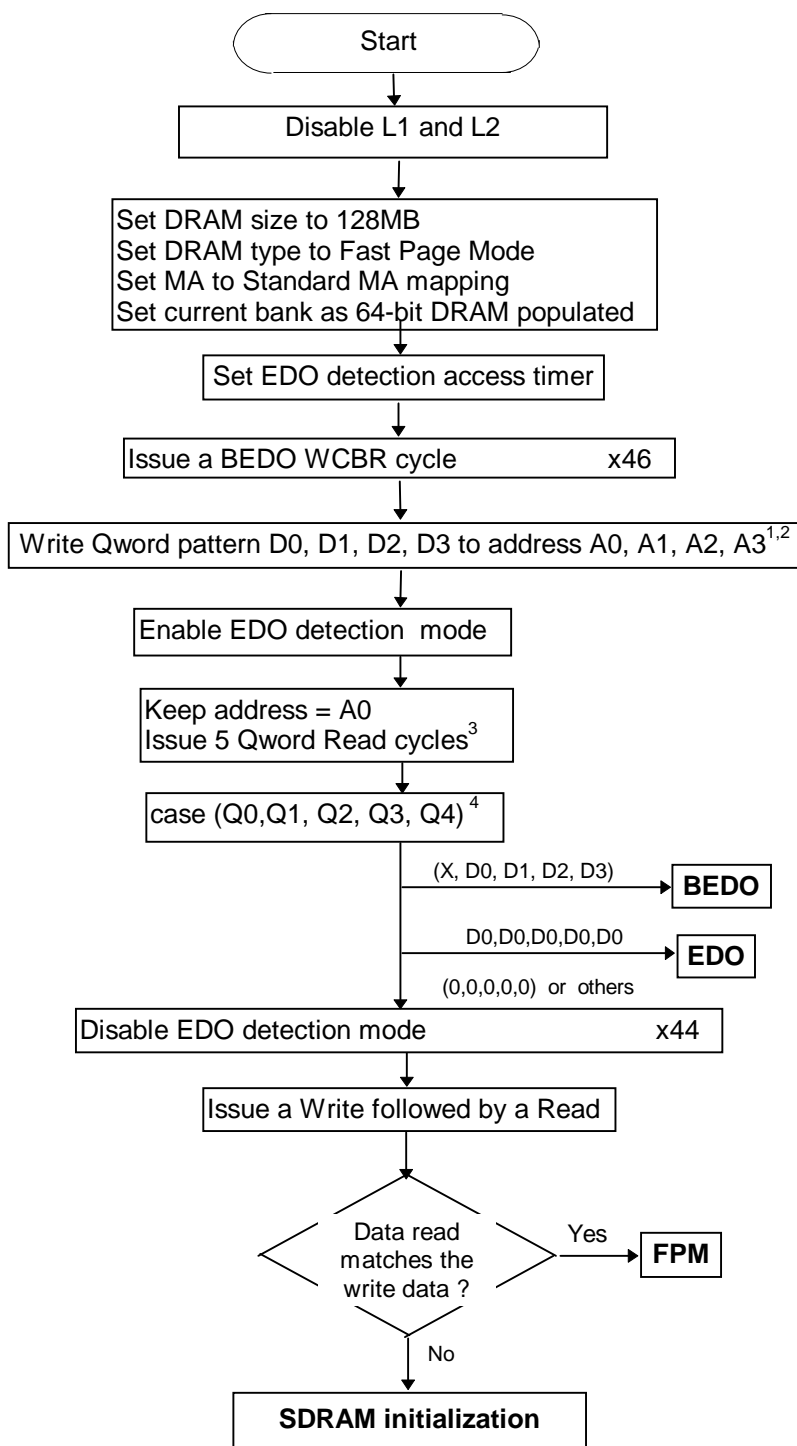 Start
Disable L1 and L2
Set DRAM size to 128MB
Set DRAM type to Fast Page Mode
Set MA to Standard MA mapping
Set current bank as 64-bit DRAM populated
Set EDO detection access timer
Issue a BEDO WCBR cycle x46
Write Qword pattern D0, D1, D2, D3 to address A0, A1, A2, A3 1,2
Enable EDO detection mode
Keep address = A0
Issue 5 Qword Read cycles 3
case (Q0,Q1, Q2, Q3, Q4) 4
(X, D0, D1, D2, D3)
BEDO
D0,D0,D0,D0,D0
EDO
(0,0,0,0,0) or others
Disable EDO detection mode x44
Issue a Write followed by a Read
Data read
matches the
write data ?
Yes
FPM
No
SDRAM initialization